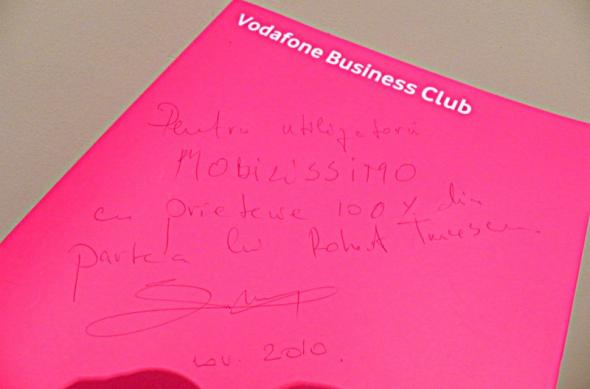 Vodafone Business Club
Pentru utilizatorii
MOBILISSIMO
cu prietenie 100% din
partea lui Robert Turcescu.
nov. 2010.